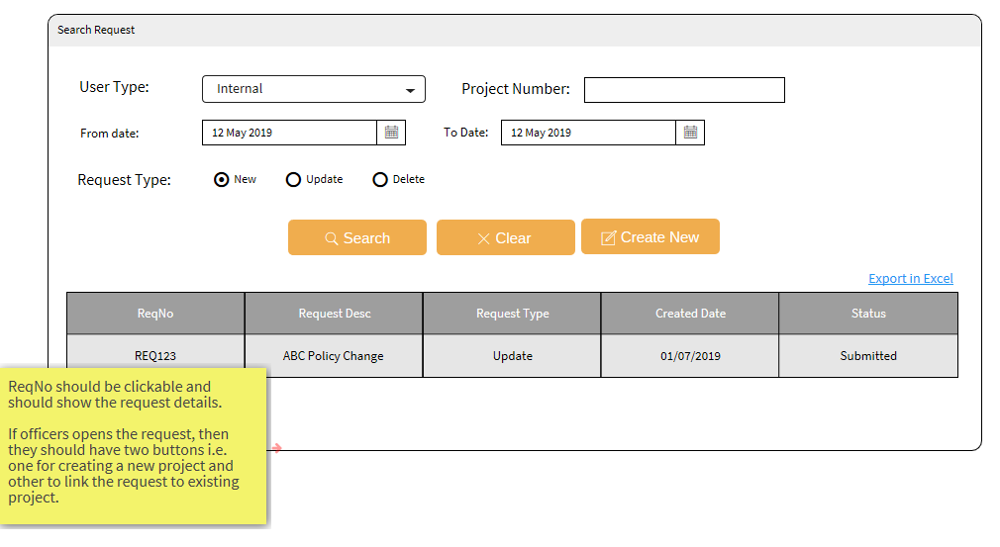 Search Request
User Type: Internal Project Number:
From date: 12 May 2019 To Date: 12 May 2019
Request Type: New Update Delete
Search Clear Create New
Export in Excel
ReqNo Request Desc Request Type Created Date Status
REQ123 ABC Policy Change Update 01/07/2019 Submitted
ReqNo should be clickable and
should show the request details.
If officers opens the request, then
they should have two buttons i.e.
one for creating a new project and
other to link the request to existing
project.